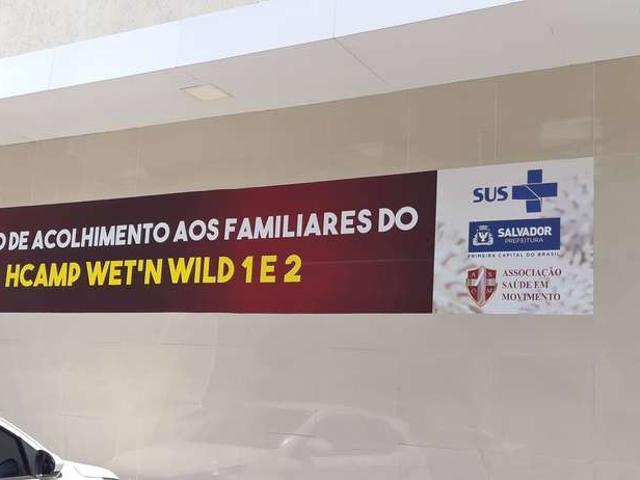 O DE ACOLHIMENTO AOS FAMILIARES DO
HCAMP WET'N WILD 1 E 2
SUS
SALVADOR
PREFEITURA
PRIMEIRA CAPITAL DO BRASIL
ASSOCIAÇÃO
SAÚDE EM
MOVIMENTO